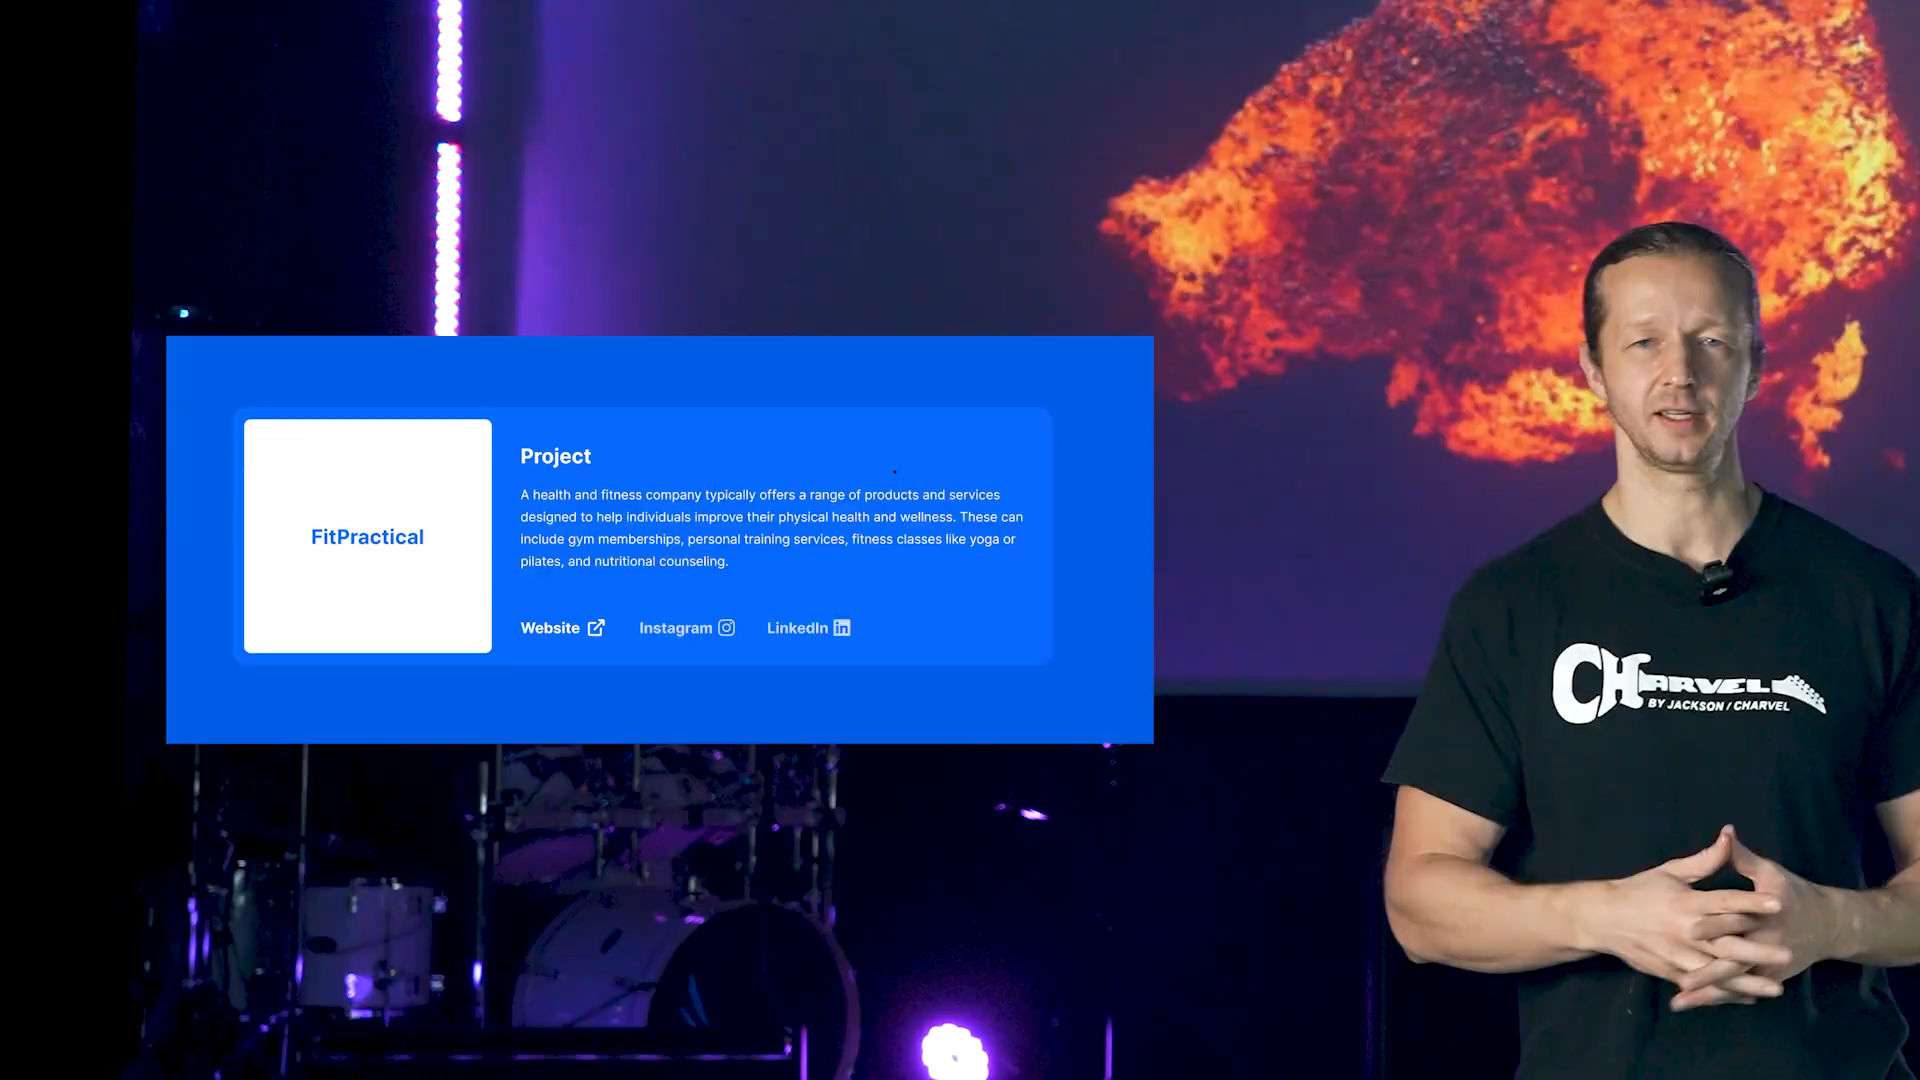 FitPractical
Project
A health and fitness company typically offers a range of products and services
designed to help individuals improve their physical health and wellness. These can
include gym memberships, personal training services, fitness classes like yoga or
pilates, and nutritional counseling.
Website
Instagram
LinkedIn in
CHARVEL
BY JACKSON / CHARVEL